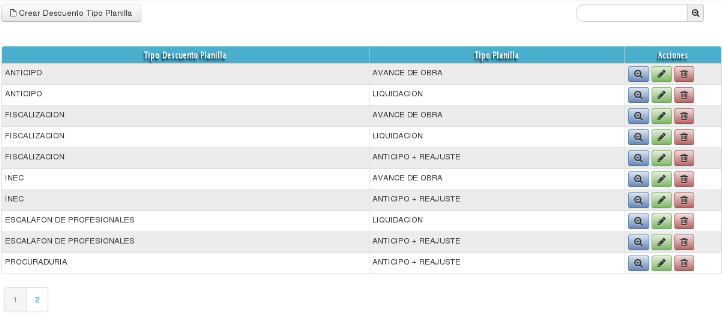 Crear Descuento Tipo Planilla
Tipo Descuento Planilla Tipo Planilla Acciones
ANTICIPO AVANCE DE OBRA
ANTICIPO LIQUIDACION
FISCALIZACION AVANCE DE OBRA
FISCALIZACION LIQUIDACION
FISCALIZACION ANTICIPO + REAJUSTE
INEC AVANCE DE OBRA
INEC ANTICIPO + REAJUSTE
ESCALAFON DE PROFESIONALES LIQUIDACION
ESCALAFON DE PROFESIONALES ANTICIPO + REAJUSTE
PROCURADURIA ANTICIPO + REAJUSTE
1 2